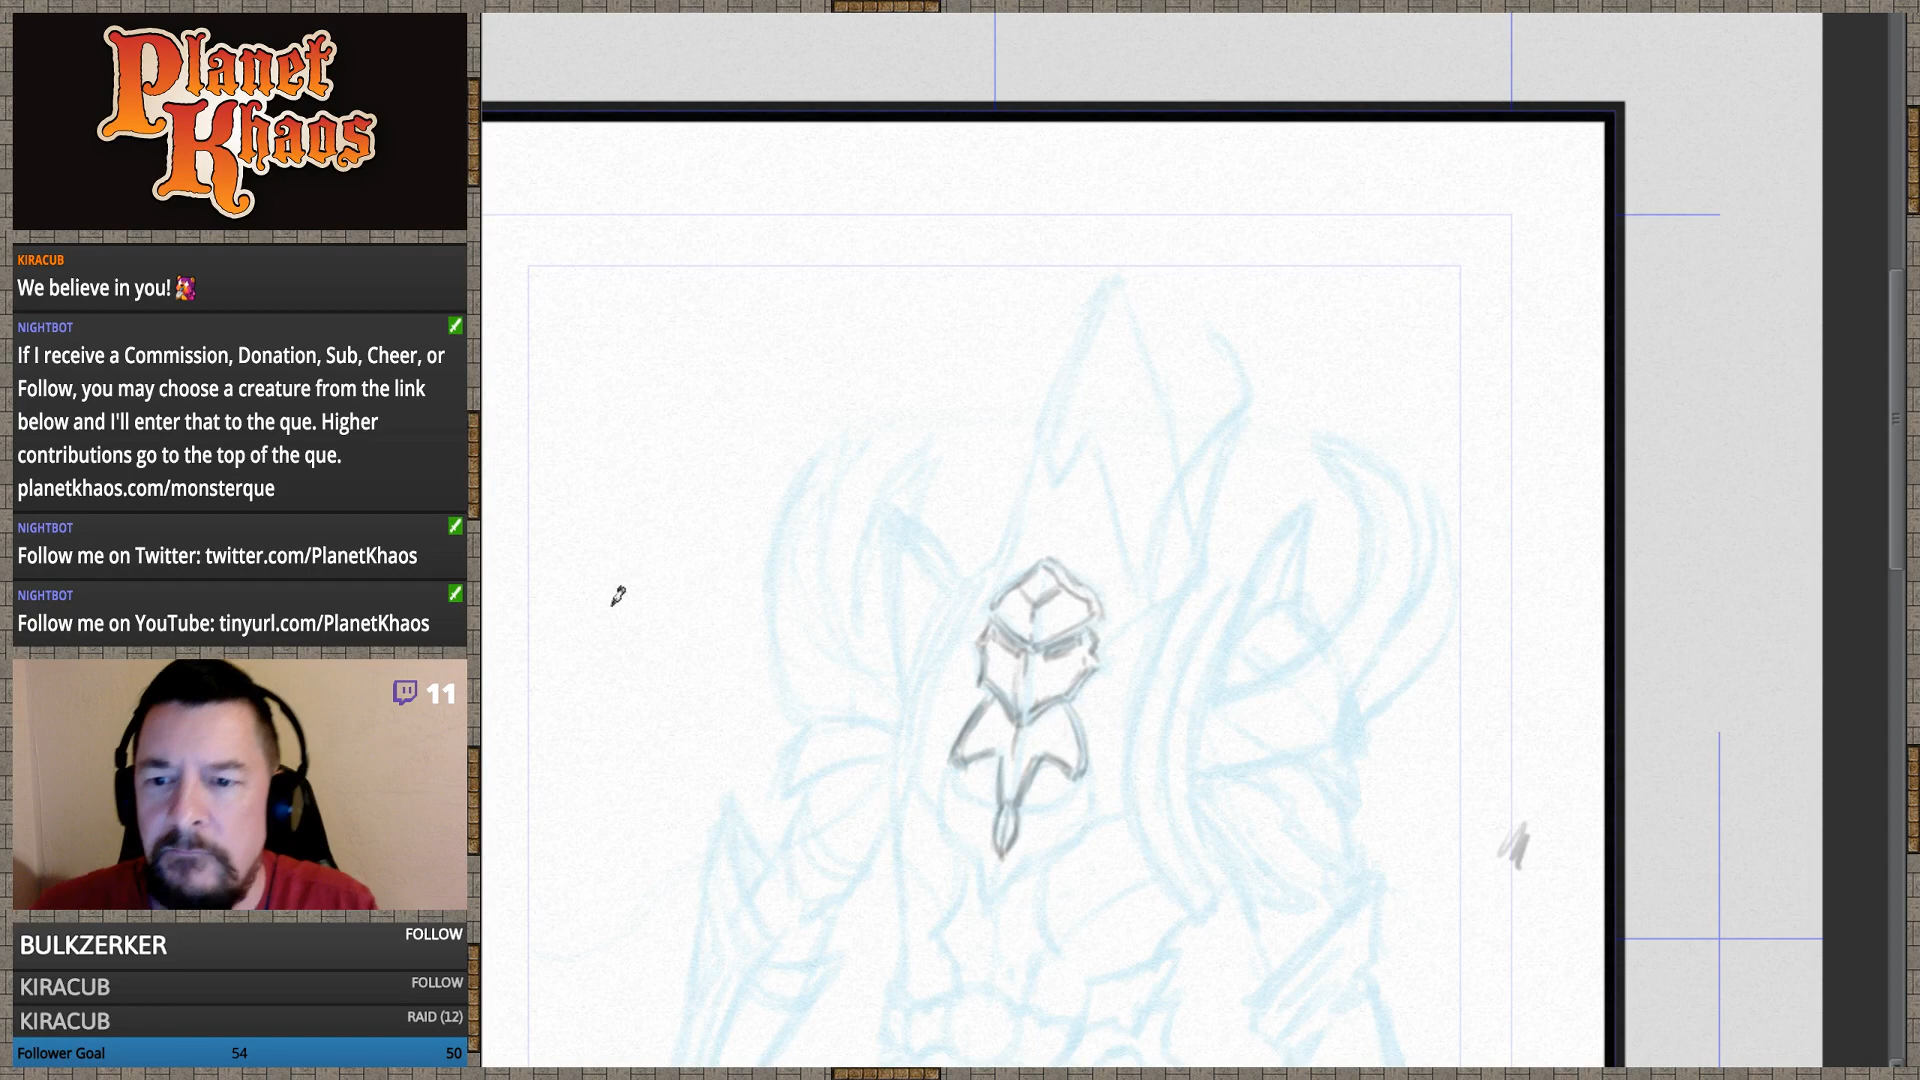 Planet
Khaos
KIRACUB
We believe in you!
NIGHTBOT
If I receive a Commission, Donation, Sub, Cheer, or
Follow, you may choose a creature from the link
below and I'll enter that to the que. Higher
contributions go to the top of the que.
planetkhaos.com/monsterque
NIGHTBOT
Follow me on Twitter: twitter.com/PlanetKhaos
NIGHTBOT
Follow me on YouTube: tinyurl.com/PlanetKhaos
11
BULKZERKER FOLLOW
KIRACUB FOLLOW
KIRACUB RAID (12)
Follower Goal 54 50